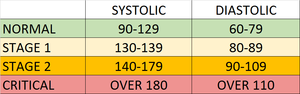 SYSTOLIC DIASTOLIC
NORMAL 90-129 60-79
STAGE 1 130-139 80-89
STAGE 2 140-179 90-109
CRITICAL OVER 180 OVER 110